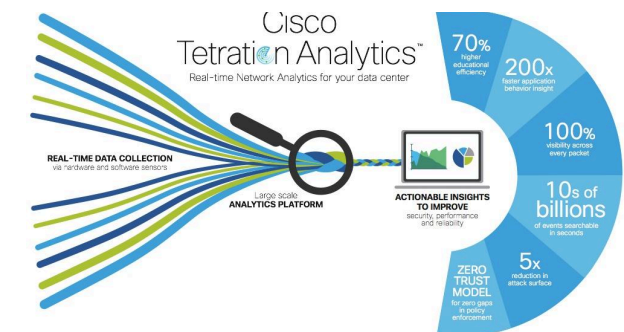 Cisco
Tetration Analytics™
Real-time Network Analytics for your data center
REAL-TIME DATA COLLECTION
via hardware and software sensors
Large scale
ANALYTICS PLATFORM
ACTIONABLE INSIGHTS
TO IMPROVE
security, performance
and reliability
70%
higher
educational
efficiency
200x
faster application
behavior insight
100%
visibility across
every packet
10s of
billions
of events searchable
in seconds
5x
reduction in
attack surface
ZERO
TRUST
MODEL
for zero gaps
in policy
enforcement